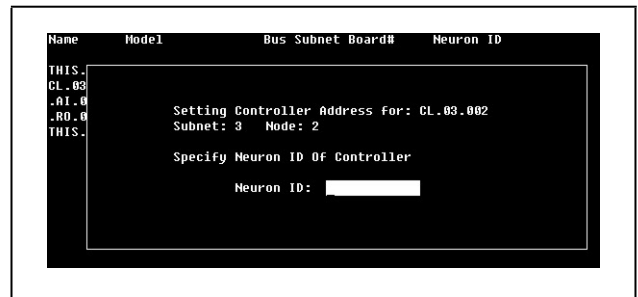 Name Model Bus Subnet Board# Neuron ID
THIS.
CL.03
.AI.0
.RO.0
THIS.
Setting Controller Address for: CL.03.002
Subnet: 3 Node: 2
Specify Neuron ID Of Controller
Neuron ID: